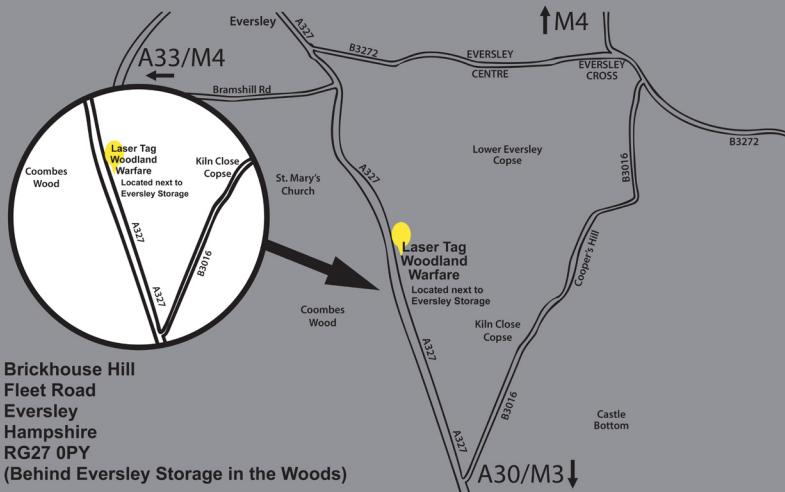 Eversley
A327
M4
A33/M4
B3272
EVERSLEY
CENTRE
EVERSLEY
CROSS
Bramshill Rd
B3272
Lower Eversley
Copse
B3016
A327
St. Mary's
Church
Laser Tag
Woodland
Warfare
Located next to
Eversley Storage
Kiln Close
Copse
Coombes
Wood
A327
B3016
A327
Laser Tag
Woodland
Warfare
Located next to
Eversley Storage
Cooper's Hill
Coombes
Wood
Kiln Close
Copse
A327
B3016
Castle
Bottom
A327
A30/M3
Brickhouse Hill
Fleet Road
Eversley
Hampshire
RG27 0PY
(Behind Eversley Storage in the Woods)